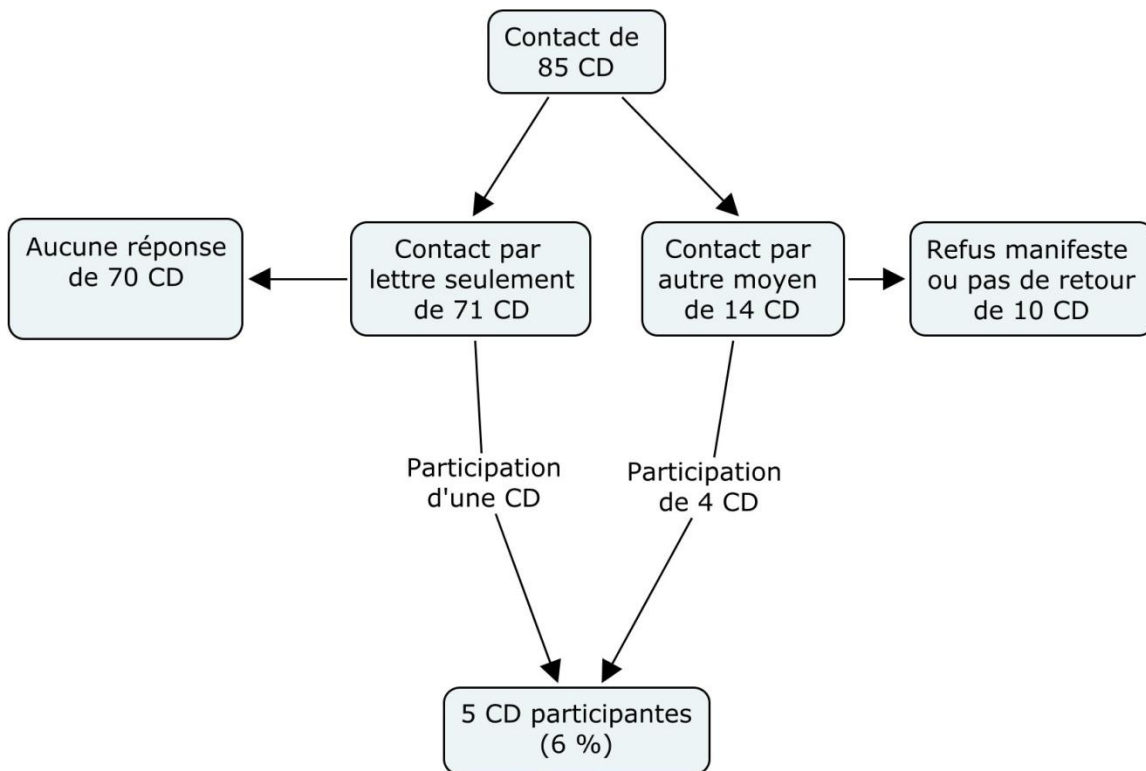 Contact de
85 CD
Aucune réponse
de 70 CD
Contact par
lettre seulement
de 71 CD
Contact par
autre moyen
de 14 CD
Refus manifeste
ou pas de retour
de 10 CD
Participation
d'une CD
Participation
de 4 CD
5 CD participantes
(6 %)